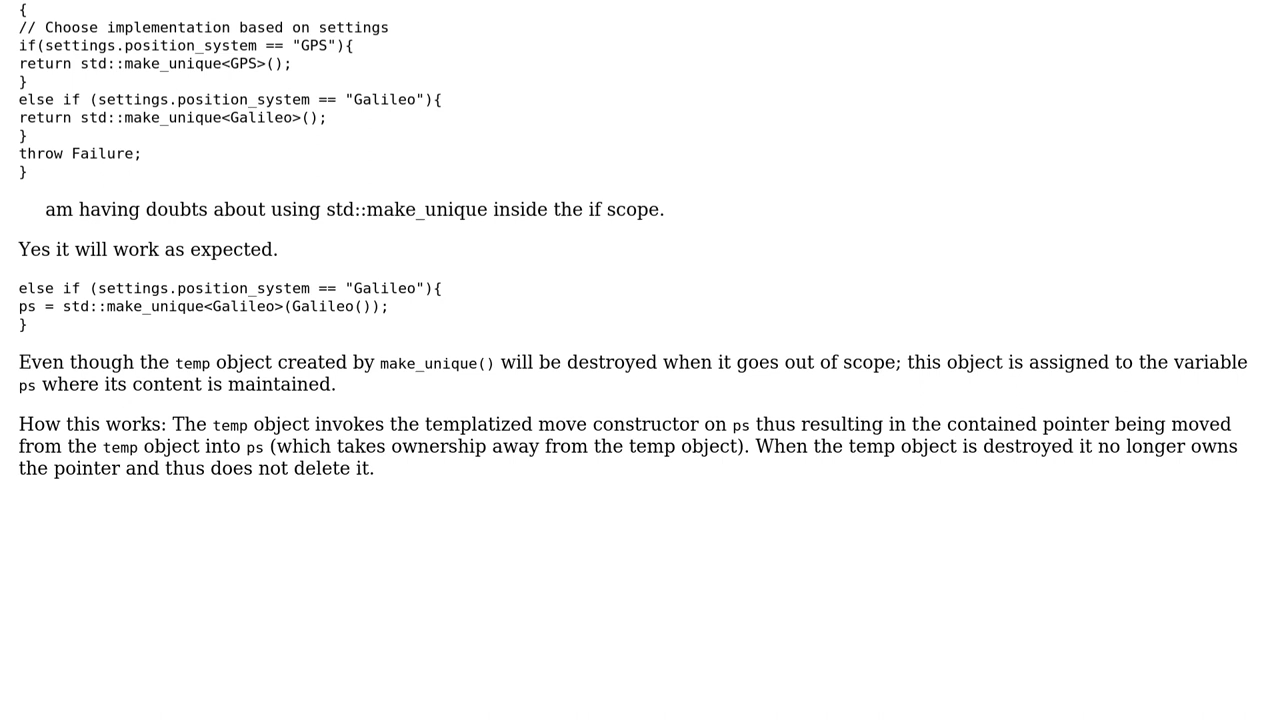 {
// Choose implementation based on settings
if(settings.position_system == "GPS"){
return std::make_unique<GPS>();
}
else if (settings.position_system == "Galileo"){
return std::make_unique<Galileo>();
}
throw Failure;
}
am having doubts about using std::make_unique inside the if scope.
Yes it will work as expected.
else if (settings.position_system == "Galileo"){
ps = std::make_unique<Galileo>(Galileo());
}
Even though the temp object created by make_unique() will be destroyed when it goes out of scope; this object is assigned to the variable
ps where its content is maintained.
How this works: The temp object invokes the templatized move constructor on ps thus resulting in the contained pointer being moved
from the temp object into ps (which takes ownership away from the temp object). When the temp object is destroyed it no longer owns
the pointer and thus does not delete it.